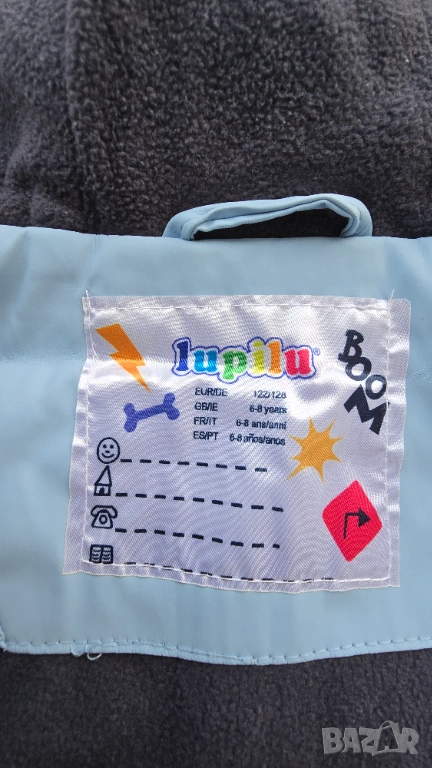 lupilu®
BOOM
EUR/DE 122/128
GB/IE 6-8 years
FR/IT 6-8 ans/anni
ES/PT 6-8 años/anos
BAZAR